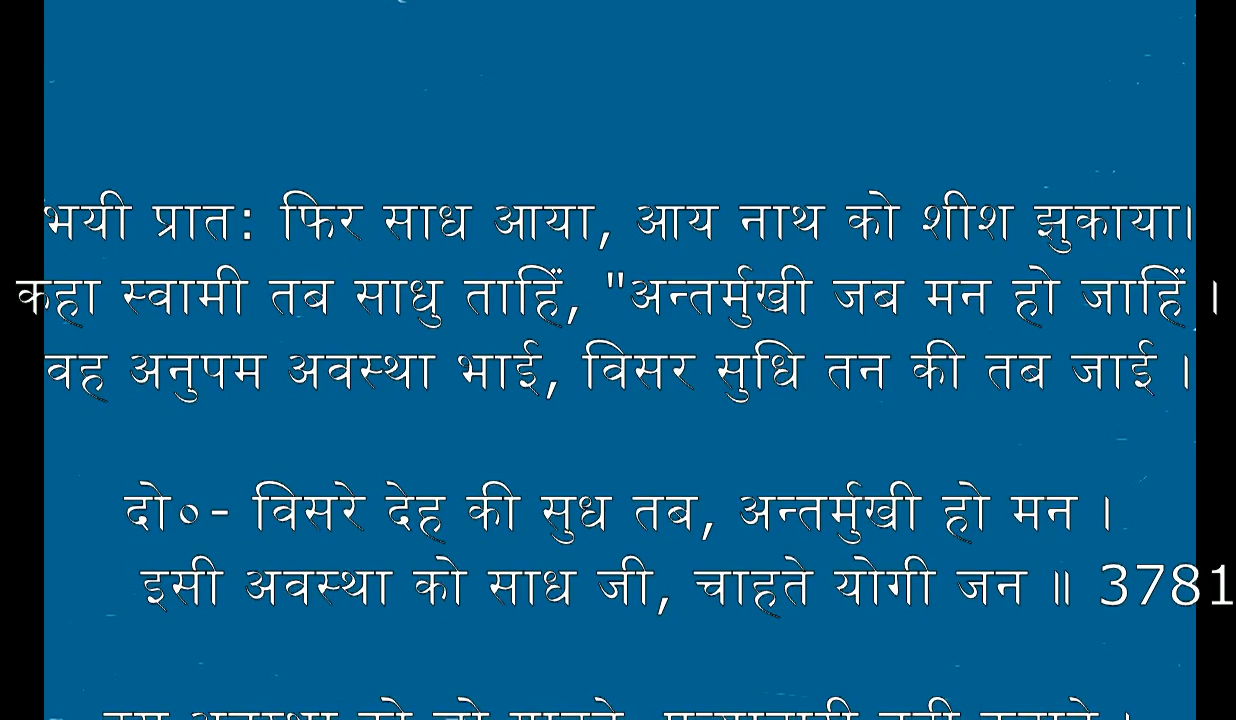 भयी प्रात: फिर साध आया, आय नाथ को शीश झुकाया।
कहा स्वामी तब साधु ताहिं, "अन्तर्मुखी जब मन हो जाहिं ।
वह अनुपम अवस्था भाई, विसर सुधि तन की तब जाई ।
दो०- विसरे देह की सुध तब, अन्तर्मुखी हो मन ।
इसी अवस्था को साध जी, चाहते योगी जन ॥ 3781